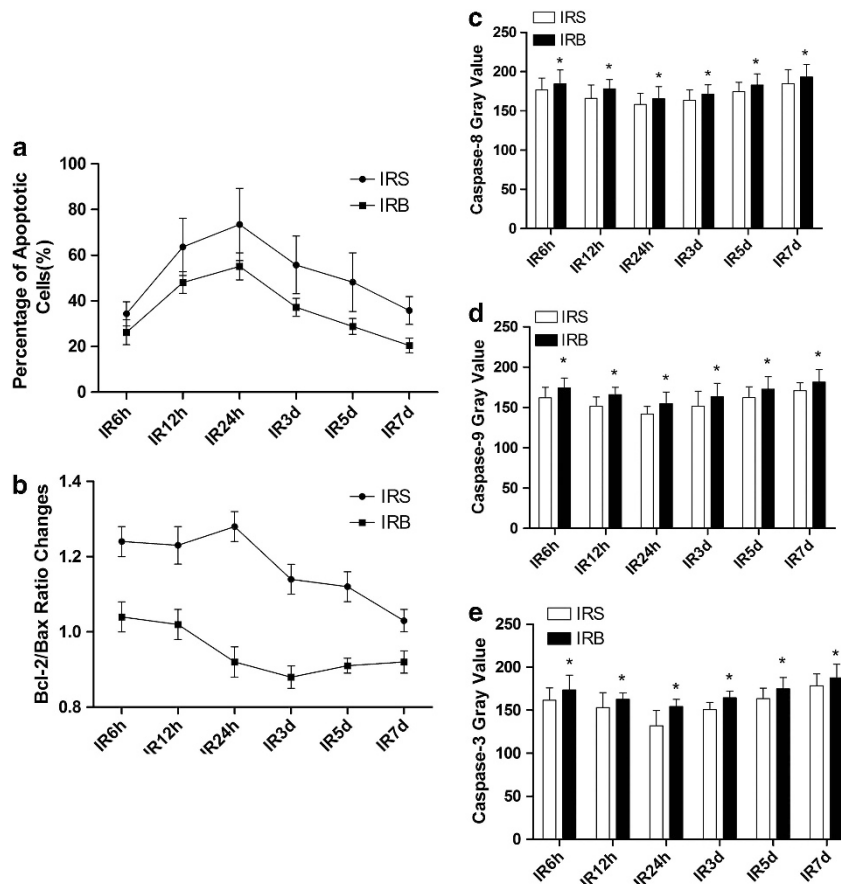 a
Percentage of Apoptotic
Cells(%)
100
80
60
40
20
0
IRS
IRB
IR6h
IR12h
IR24h
IR3d
IR5d
IR7d
b
Bcl-2/Bax Ratio Changes
1.4
1.2
1.0
0.8
IRS
IRB
IR6h
IR12h
IR24h
IR3d
IR5d
IR7d
c
Caspase-8 Gray Value
250
200
150
100
50
0
IRS
IRB
* * * * * *
IR6h
IR12h
IR24h
IR3d
IR5d
IR7d
d
Caspase-9 Gray Value
250
200
150
100
50
0
IRS
IRB
* * * * * *
IR6h
IR12h
IR24h
IR3d
IR5d
IR7d
e
Caspase-3 Gray Value
250
200
150
100
50
0
IRS
IRB
* * * * * *
IR6h
IR12h
IR24h
IR3d
IR5d
IR7d